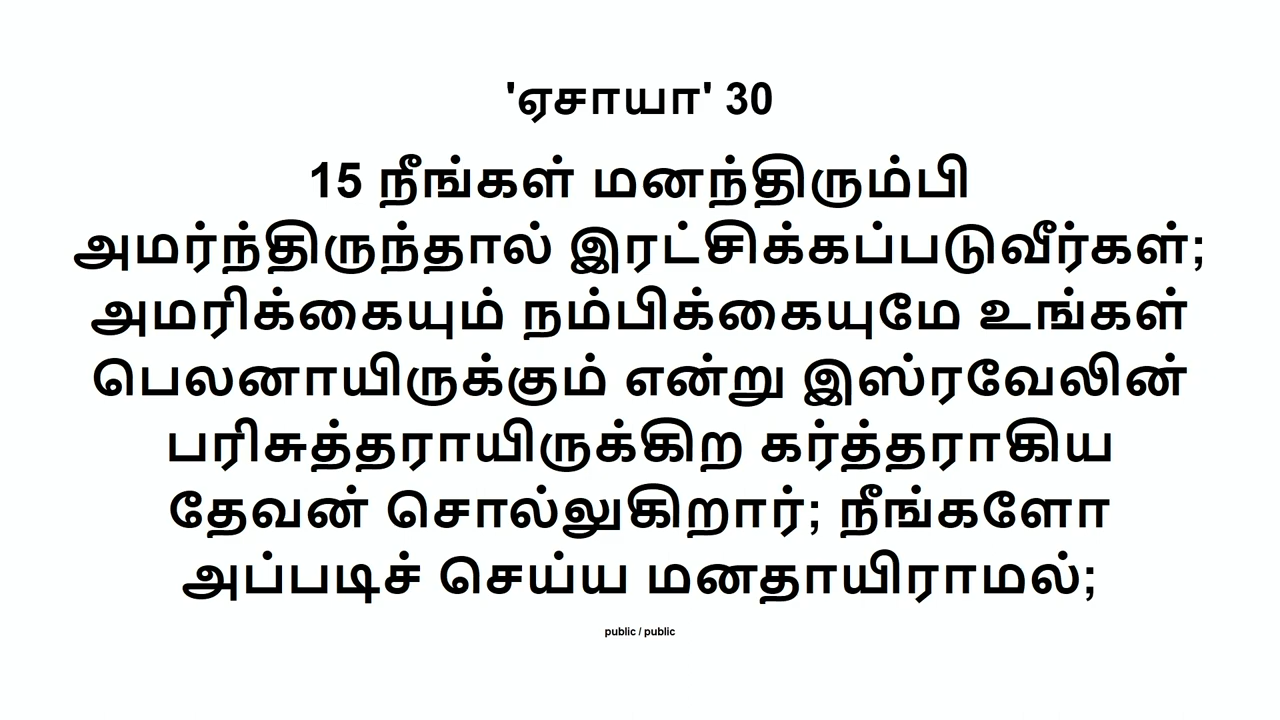 'ஏசாயா' 30
15 நீங்கள் மனந்திரும்பி
அமர்ந்திருந்தால் இரட்சிக்கப்படுவீர்கள்;
அமரிக்கையும் நம்பிக்கையுமே உங்கள்
பெலனாயிருக்கும் என்று இஸ்ரவேலின்
பரிசுத்தராயிருக்கிற கர்த்தராகிய
தேவன் சொல்லுகிறார்; நீங்களோ
அப்படிச் செய்ய மனதாயிராமல்;
public / public